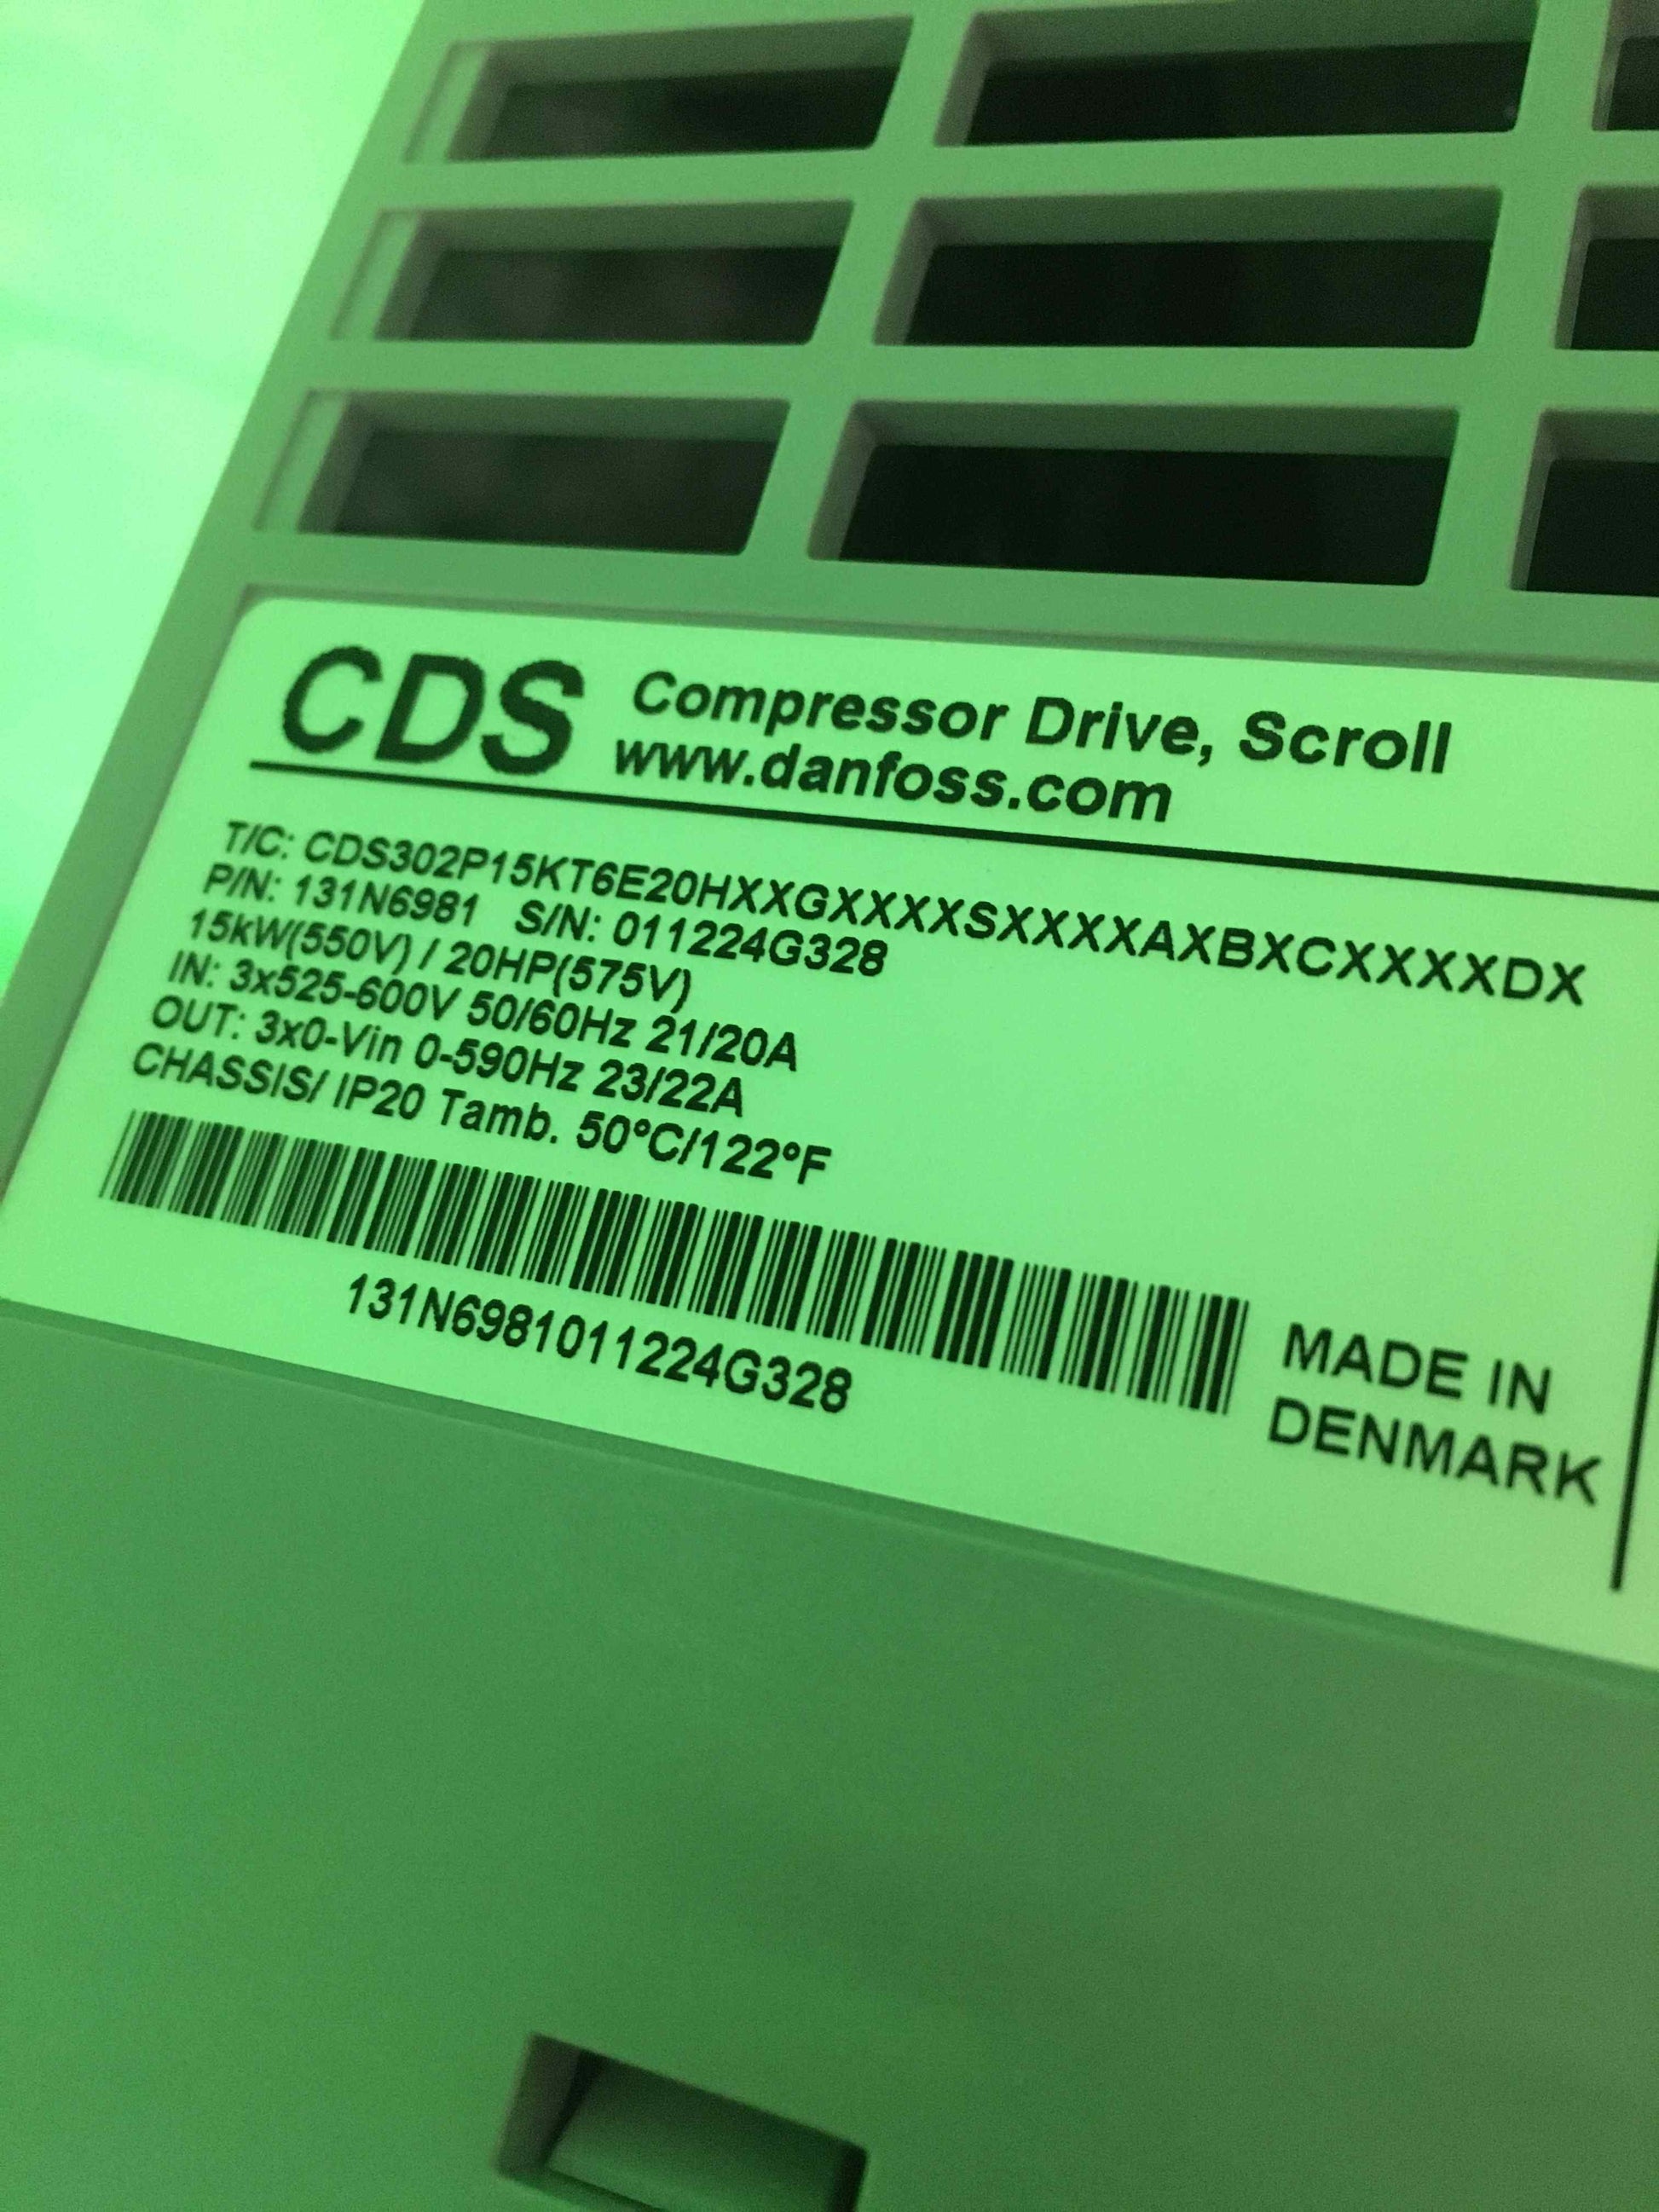 CDS
Compressor Drive, Scroll
www.danfoss.com
T/C: CDS302P15KT6E20HXXGXXXXSXXXXAXBXCXXXXDX
P/N: 131N6981 S/N: 011224G328
15kW(550V) / 20HP(575V)
IN: 3x525-600V 50/60Hz 21/20A
OUT: 3x0-Vin 0-590Hz 23/22A
CHASSIS/ IP20 Tamb. 50°C/122°F
131N6981011224G328
MADE IN
DENMARK